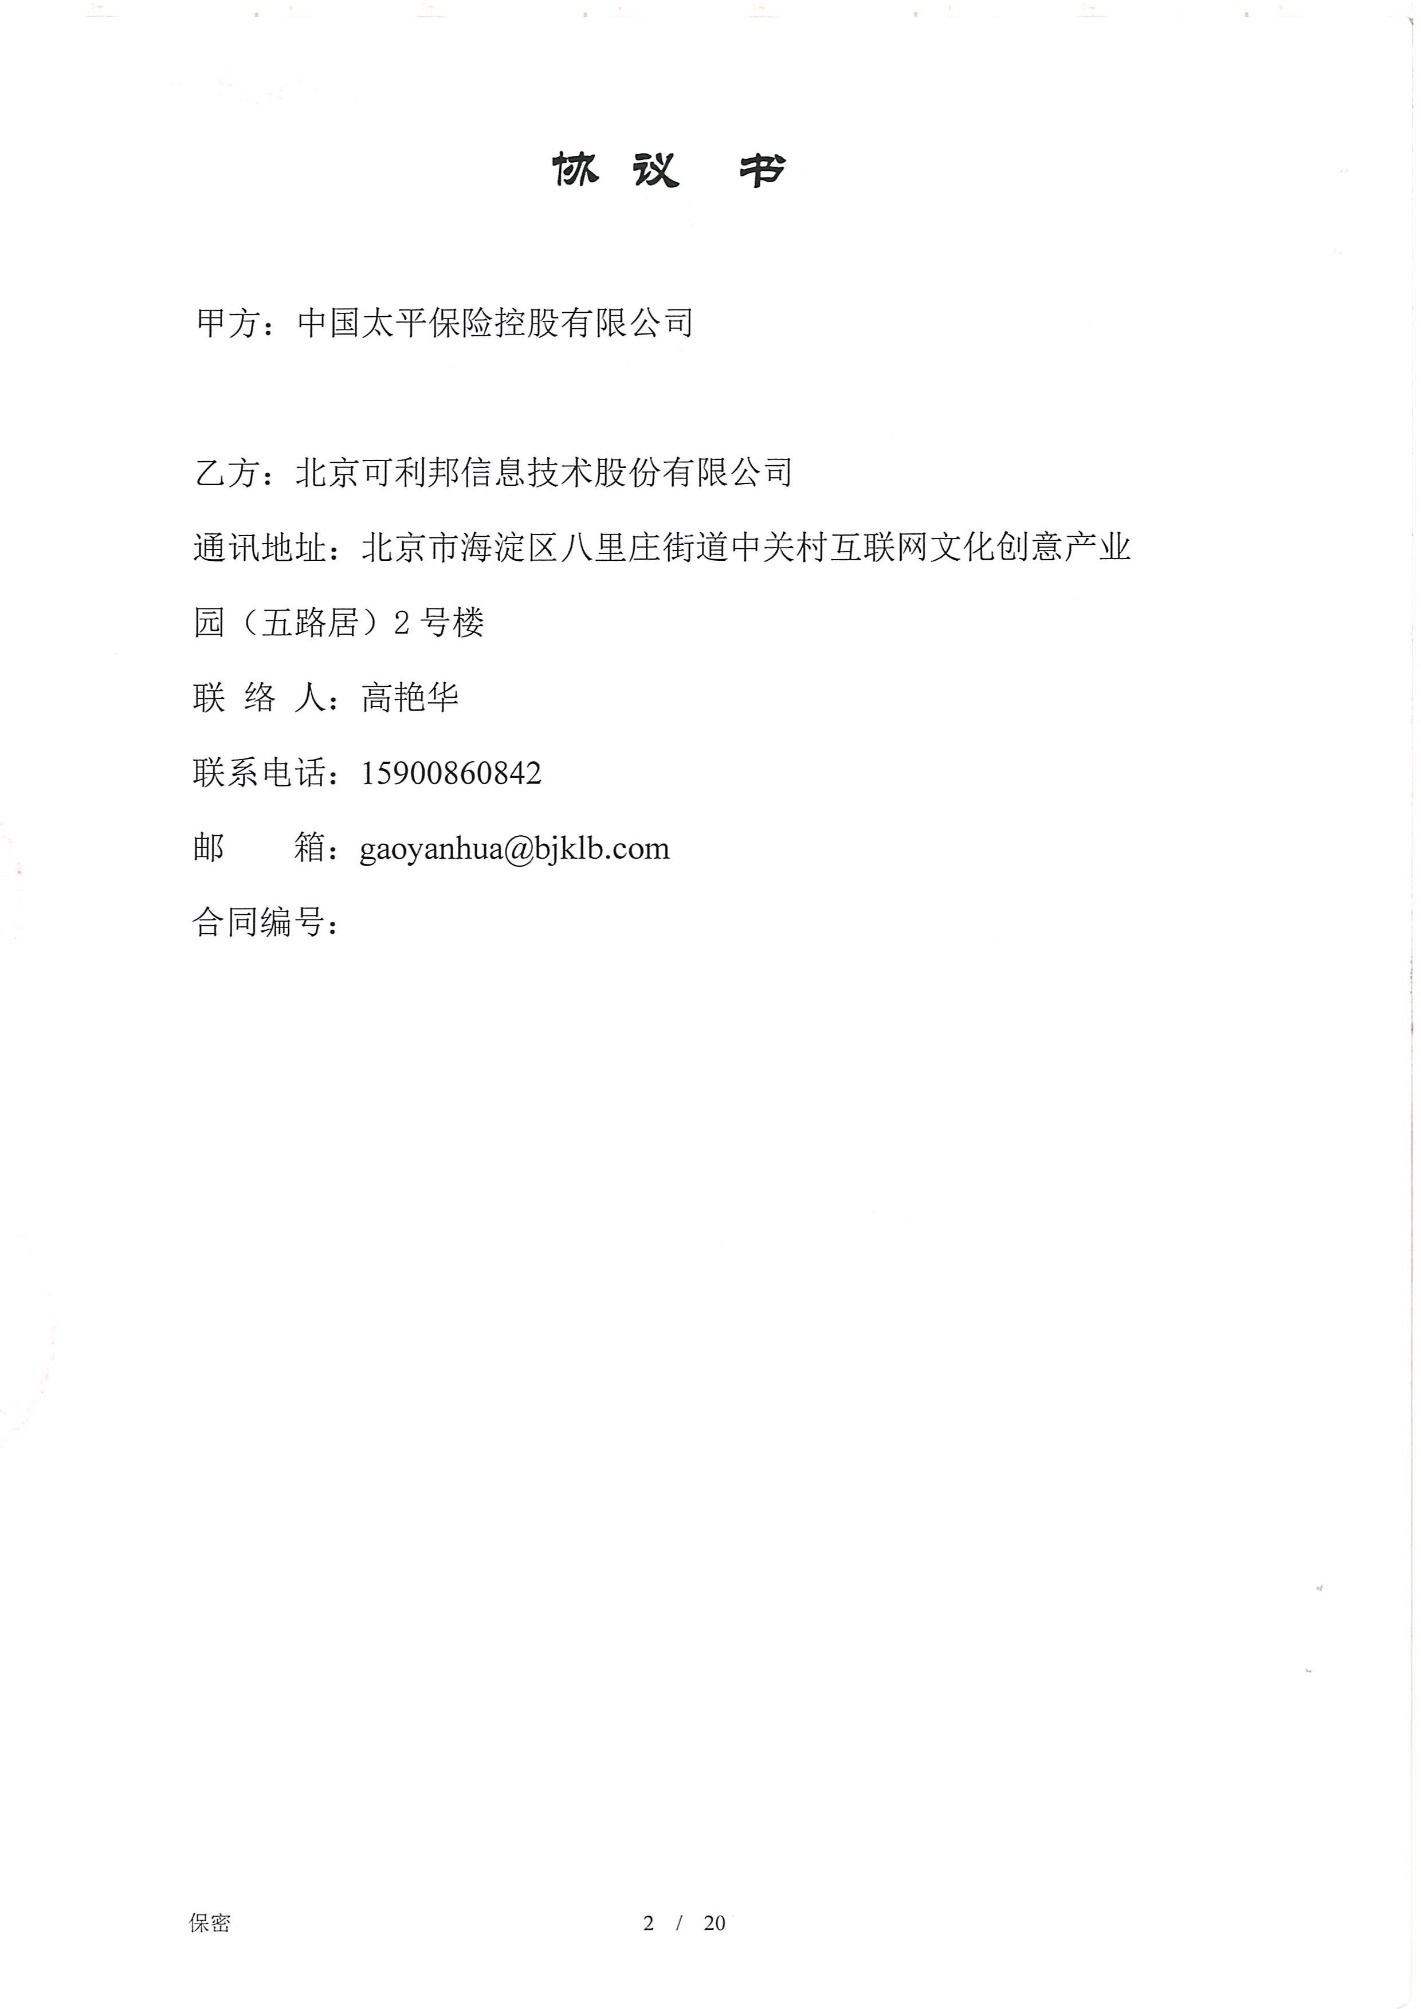 协 议 书
甲方：中国太平保险控股有限公司
乙方：北京可利邦信息技术股份有限公司
通讯地址：北京市海淀区八里庄街道中关村互联网文化创意产业
园（五路居）2 号楼
联 络 人：高艳华
联系电话：15900860842
邮 箱：gaoyanhua@bjklb.com
合同编号：
保密 2 / 20